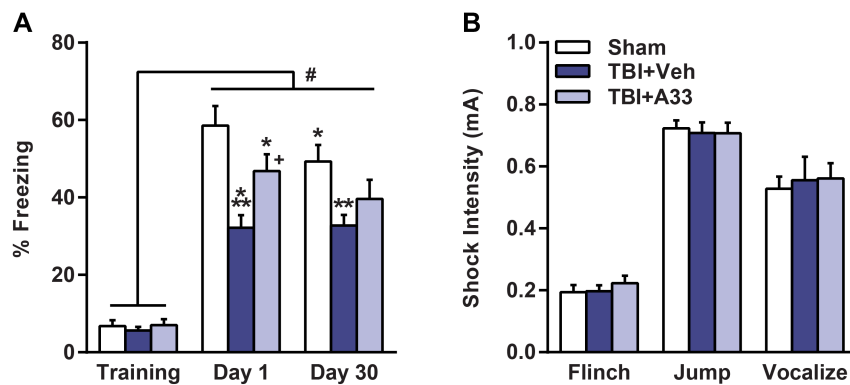 A
% Freezing
80
60
40
20
0
#
*
**
*
+
*
**
Training Day 1 Day 30
B
Shock Intensity (mA)
1.0
0.8
0.6
0.4
0.2
0.0
Sham
TBI+Veh
TBI+A33
Flinch Jump Vocalize